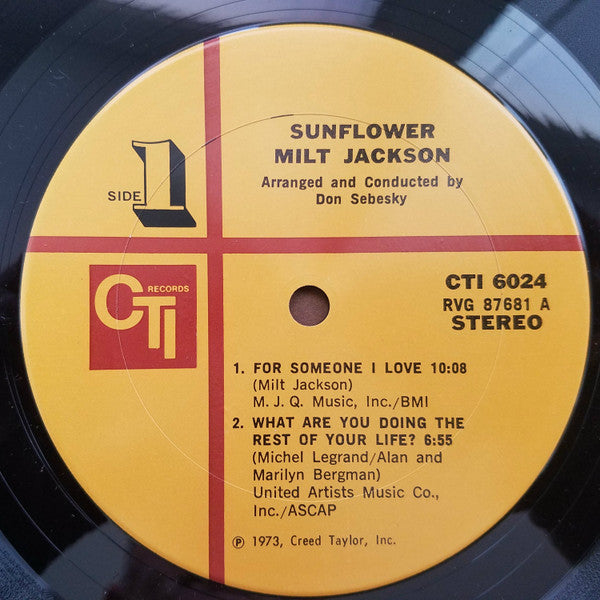 SUNFLOWER
MILT JACKSON
Arranged and Conducted by
Don Sebesky
SIDE 1
CTI RECORDS
CTI 6024
RVG 87681 A
STEREO
1. FOR SOMEONE I LOVE 10:08
(Milt Jackson)
M. J. Q. Music, Inc./BMI
2. WHAT ARE YOU DOING THE
REST OF YOUR LIFE? 6:55
(Michel Legrand/Alan and
Marilyn Bergman)
United Artists Music Co.,
Inc./ASCAP
℗ 1973, Creed Taylor, Inc.